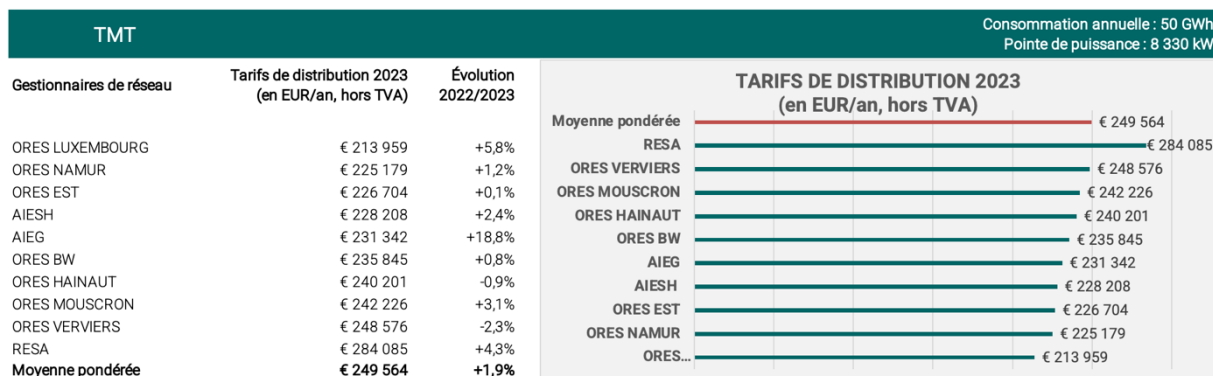 TMT
Consommation annuelle : 50 GWh
Pointe de puissance : 8 330 kW
Gestionnaires de réseau Tarifs de distribution 2023 (en EUR/an, hors TVA) Évolution 2022/2023
ORES LUXEMBOURG € 213 959 +5,8%
ORES NAMUR € 225 179 +1,2%
ORES EST € 226 704 +0,1%
AIESH € 228 208 +2,4%
AIEG € 231 342 +18,8%
ORES BW € 235 845 +0,8%
ORES HAINAUT € 240 201 -0,9%
ORES MOUSCRON € 242 226 +3,1%
ORES VERVIERS € 248 576 -2,3%
RESA € 284 085 +4,3%
Moyenne pondérée € 249 564 +1,9%
TARIFS DE DISTRIBUTION 2023
(en EUR/an, hors TVA)
Moyenne pondérée € 249 564
RESA € 284 085
ORES VERVIERS € 248 576
ORES MOUSCRON € 242 226
ORES HAINAUT € 240 201
ORES BW € 235 845
AIEG € 231 342
AIESH € 228 208
ORES EST € 226 704
ORES NAMUR € 225 179
ORES... € 213 959